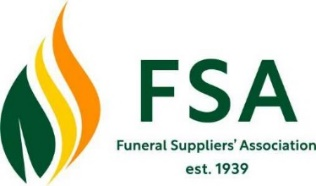 FSA
Funeral Suppliers' Association
est. 1939